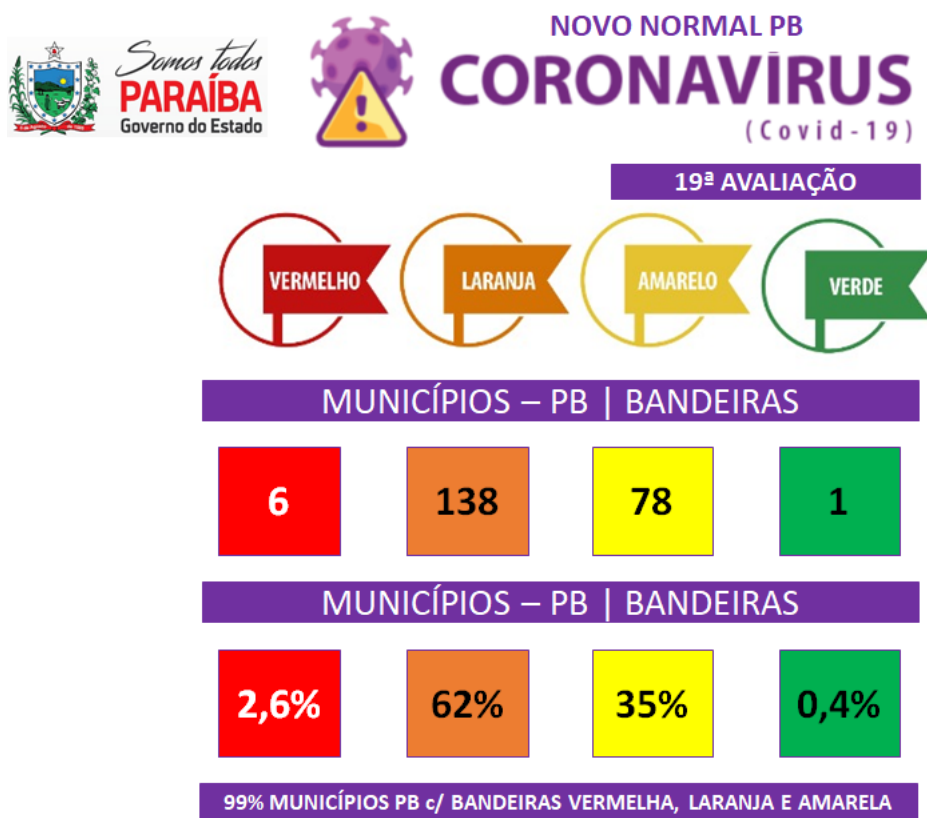 Somos todos
PARAÍBA
Governo do Estado
NOVO NORMAL PB
CORONAVÍRUS
(Covid-19)
19ª AVALIAÇÃO
VERMELHO LARANJA AMARELO VERDE
MUNICÍPIOS – PB | BANDEIRAS
6 138 78 1
MUNICÍPIOS – PB | BANDEIRAS
2,6% 62% 35% 0,4%
99% MUNICÍPIOS PB c/ BANDEIRAS VERMELHA, LARANJA E AMARELA